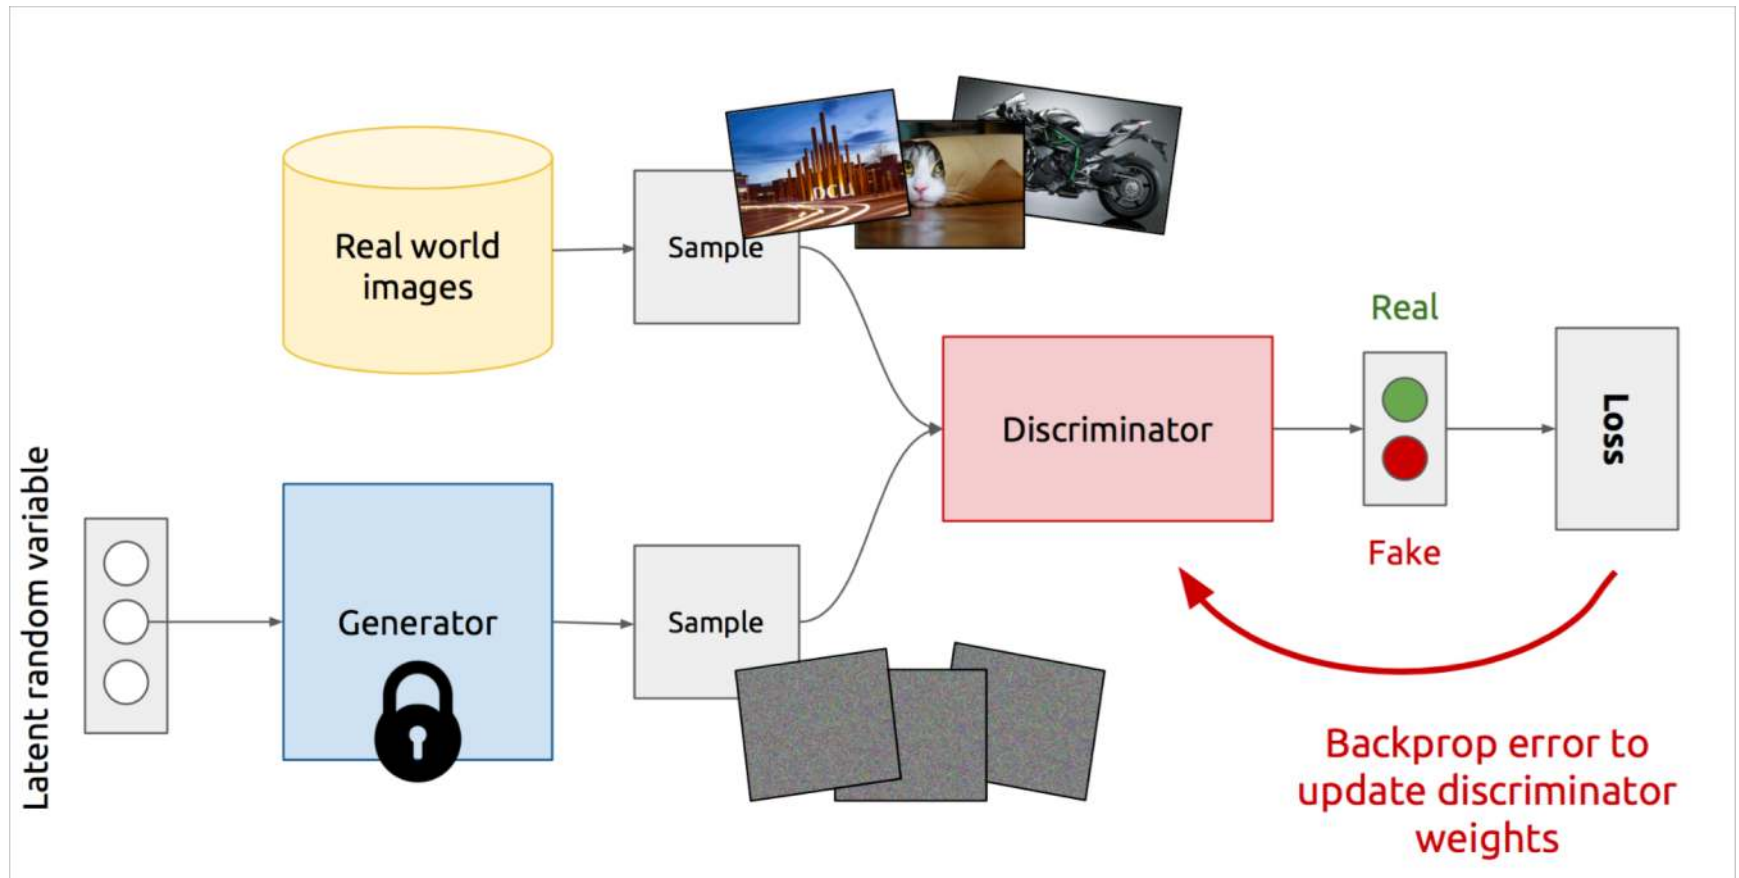 Real world
images
Sample
DCU
Real
Discriminator
Loss
Fake
Latent random variable
Generator
Sample
Backprop error to
update discriminator
weights